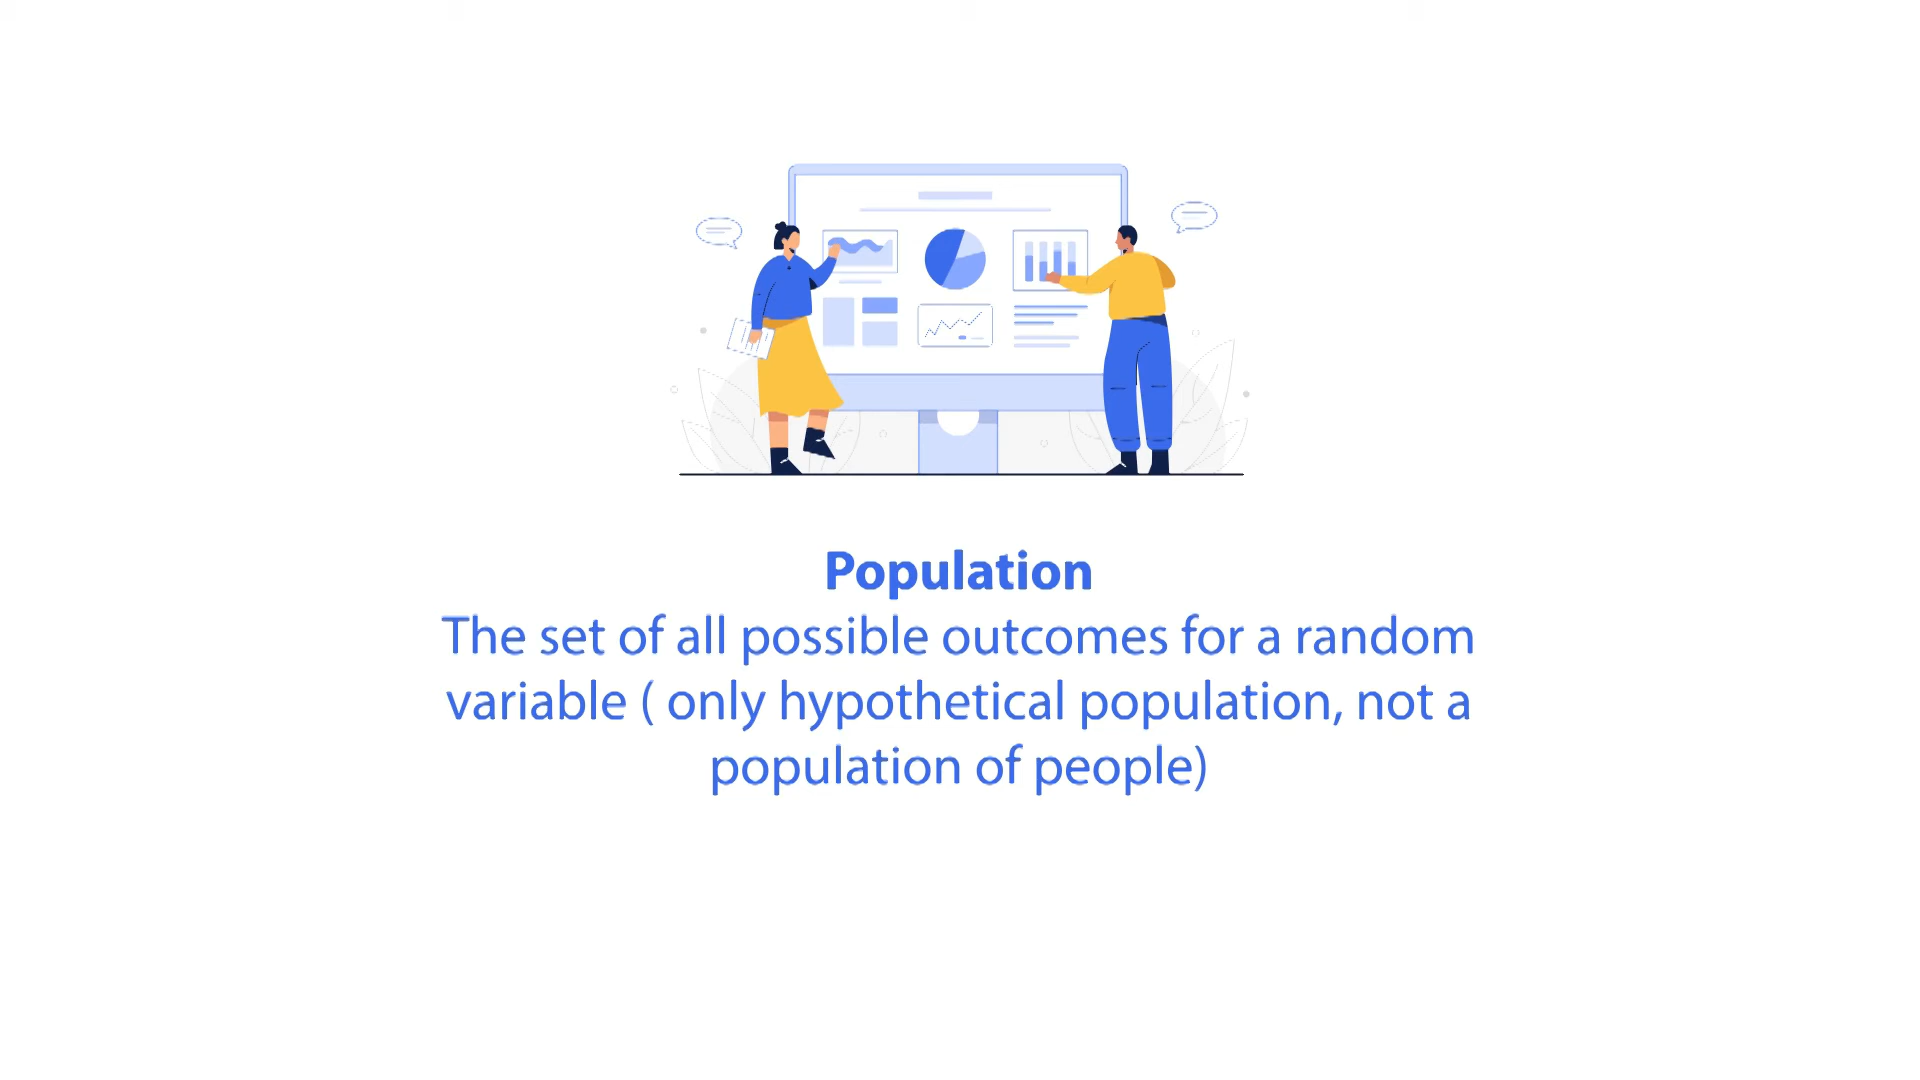 Population
The set of all possible outcomes for a random
variable ( only hypothetical population, not a
population of people)